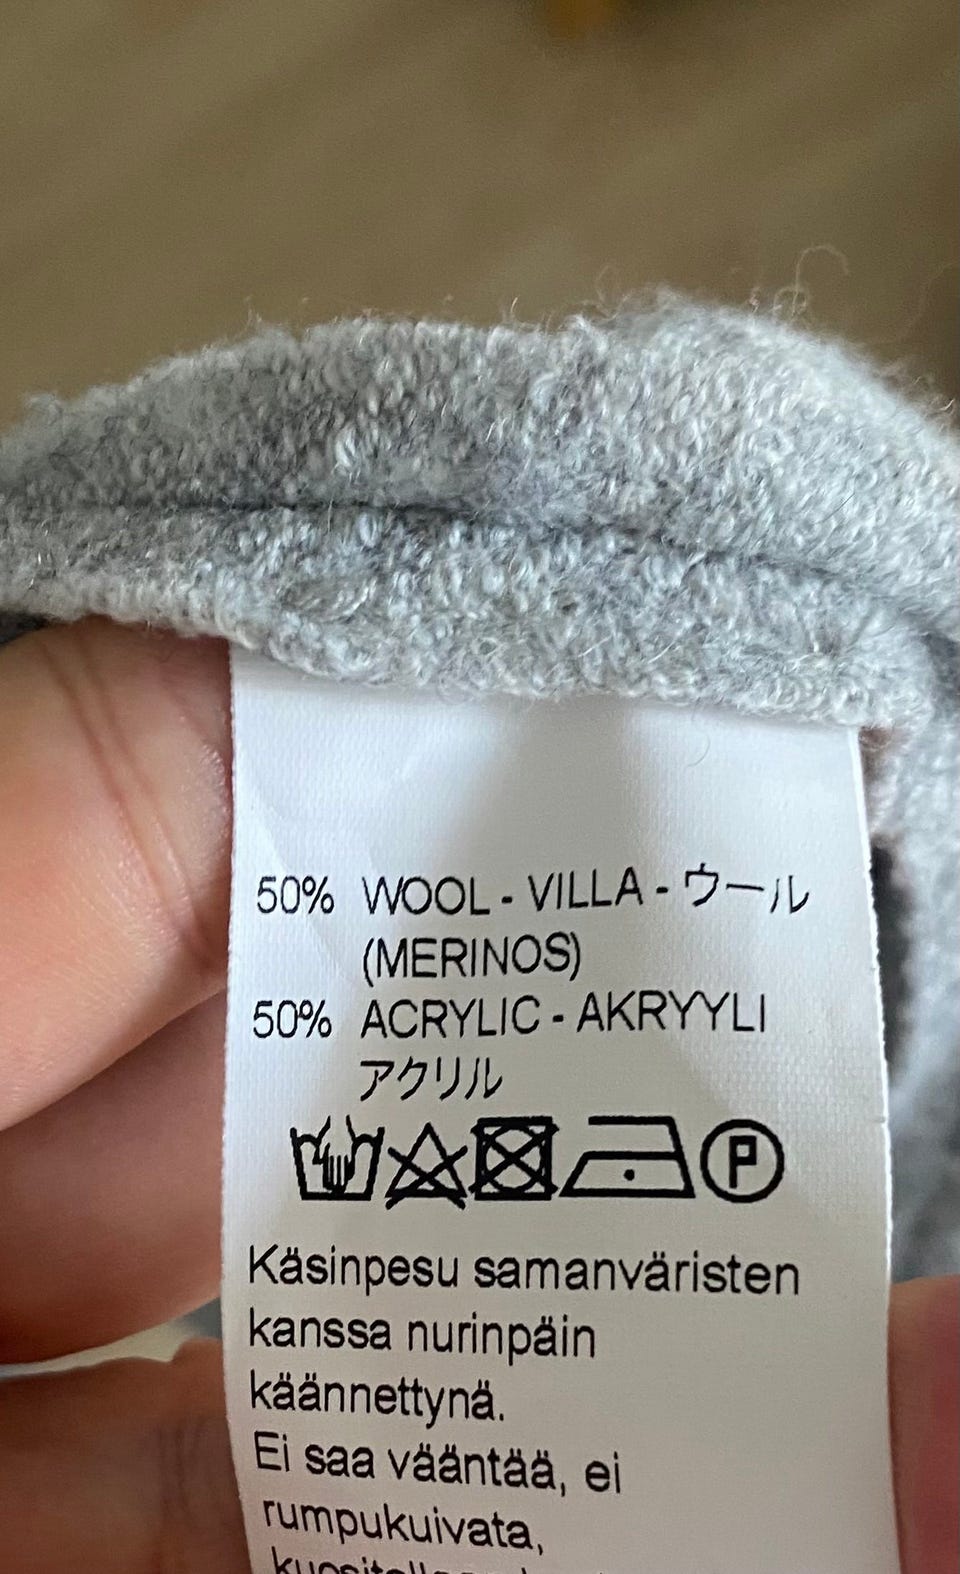 50% WOOL - VILLA - ウール
(MERINOS)
50% ACRYLIC - AKRYYLI
アクリル
P
Käsinpesu samanväristen
kanssa nurinpäin
käännettynä.
Ei saa vääntää, ei
rumpukuivata,